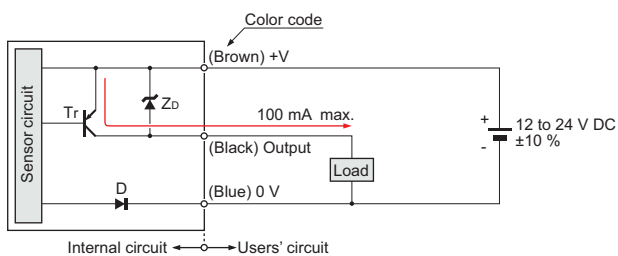 Color code
(Brown) +V
Sensor circuit
Tr
ZD
100 mA max.
(Black) Output
+
-
12 to 24 V DC
±10 %
Load
D
(Blue) 0 V
Internal circuit
Users' circuit